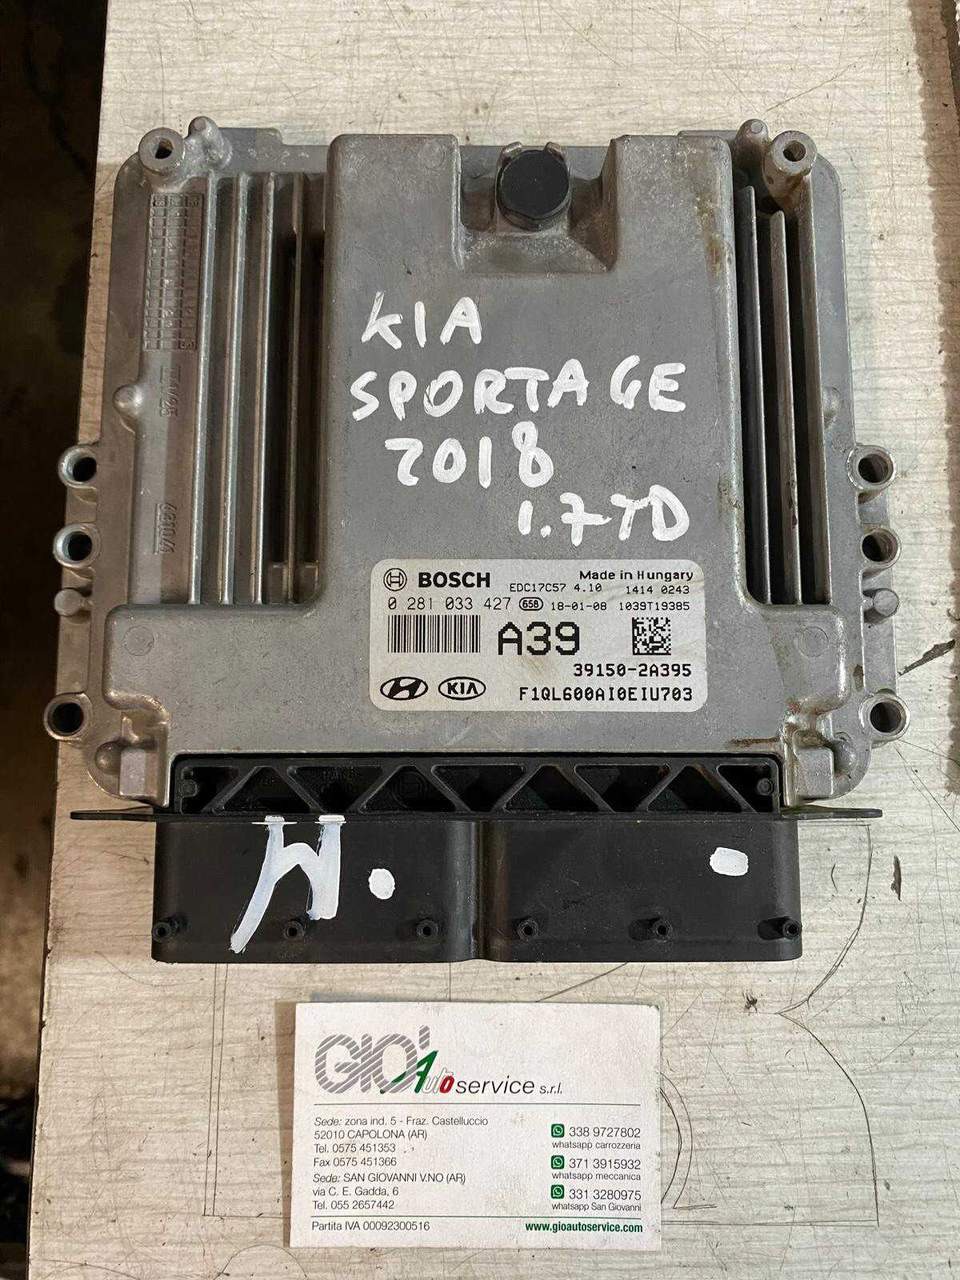 KIA
SPORTAGE
2018
1.7TD
BOSCH
EDC17C57 4.10
Made in Hungary
1414 0243
0 281 033 427 658 18-01-08 1039T19385
A39
39150-2A395
HYUNDAI KIA F1QL600AI0EIU703
M.
GIO' Auto service s.r.l.
Sede: zona ind. 5 - Fraz. Castelluccio
52010 CAPOLONA (AR)
Tel. 0575 451353
Fax 0575 451366
Sede: SAN GIOVANNI V.NO (AR)
via C. E. Gadda, 6
Tel. 055 2657442
Partita IVA 00092300516
338 9727802
whatsapp carrozzeria
371 3915932
whatsapp meccanica
331 3280975
whatsapp San Giovanni
www.gioautoservice.com